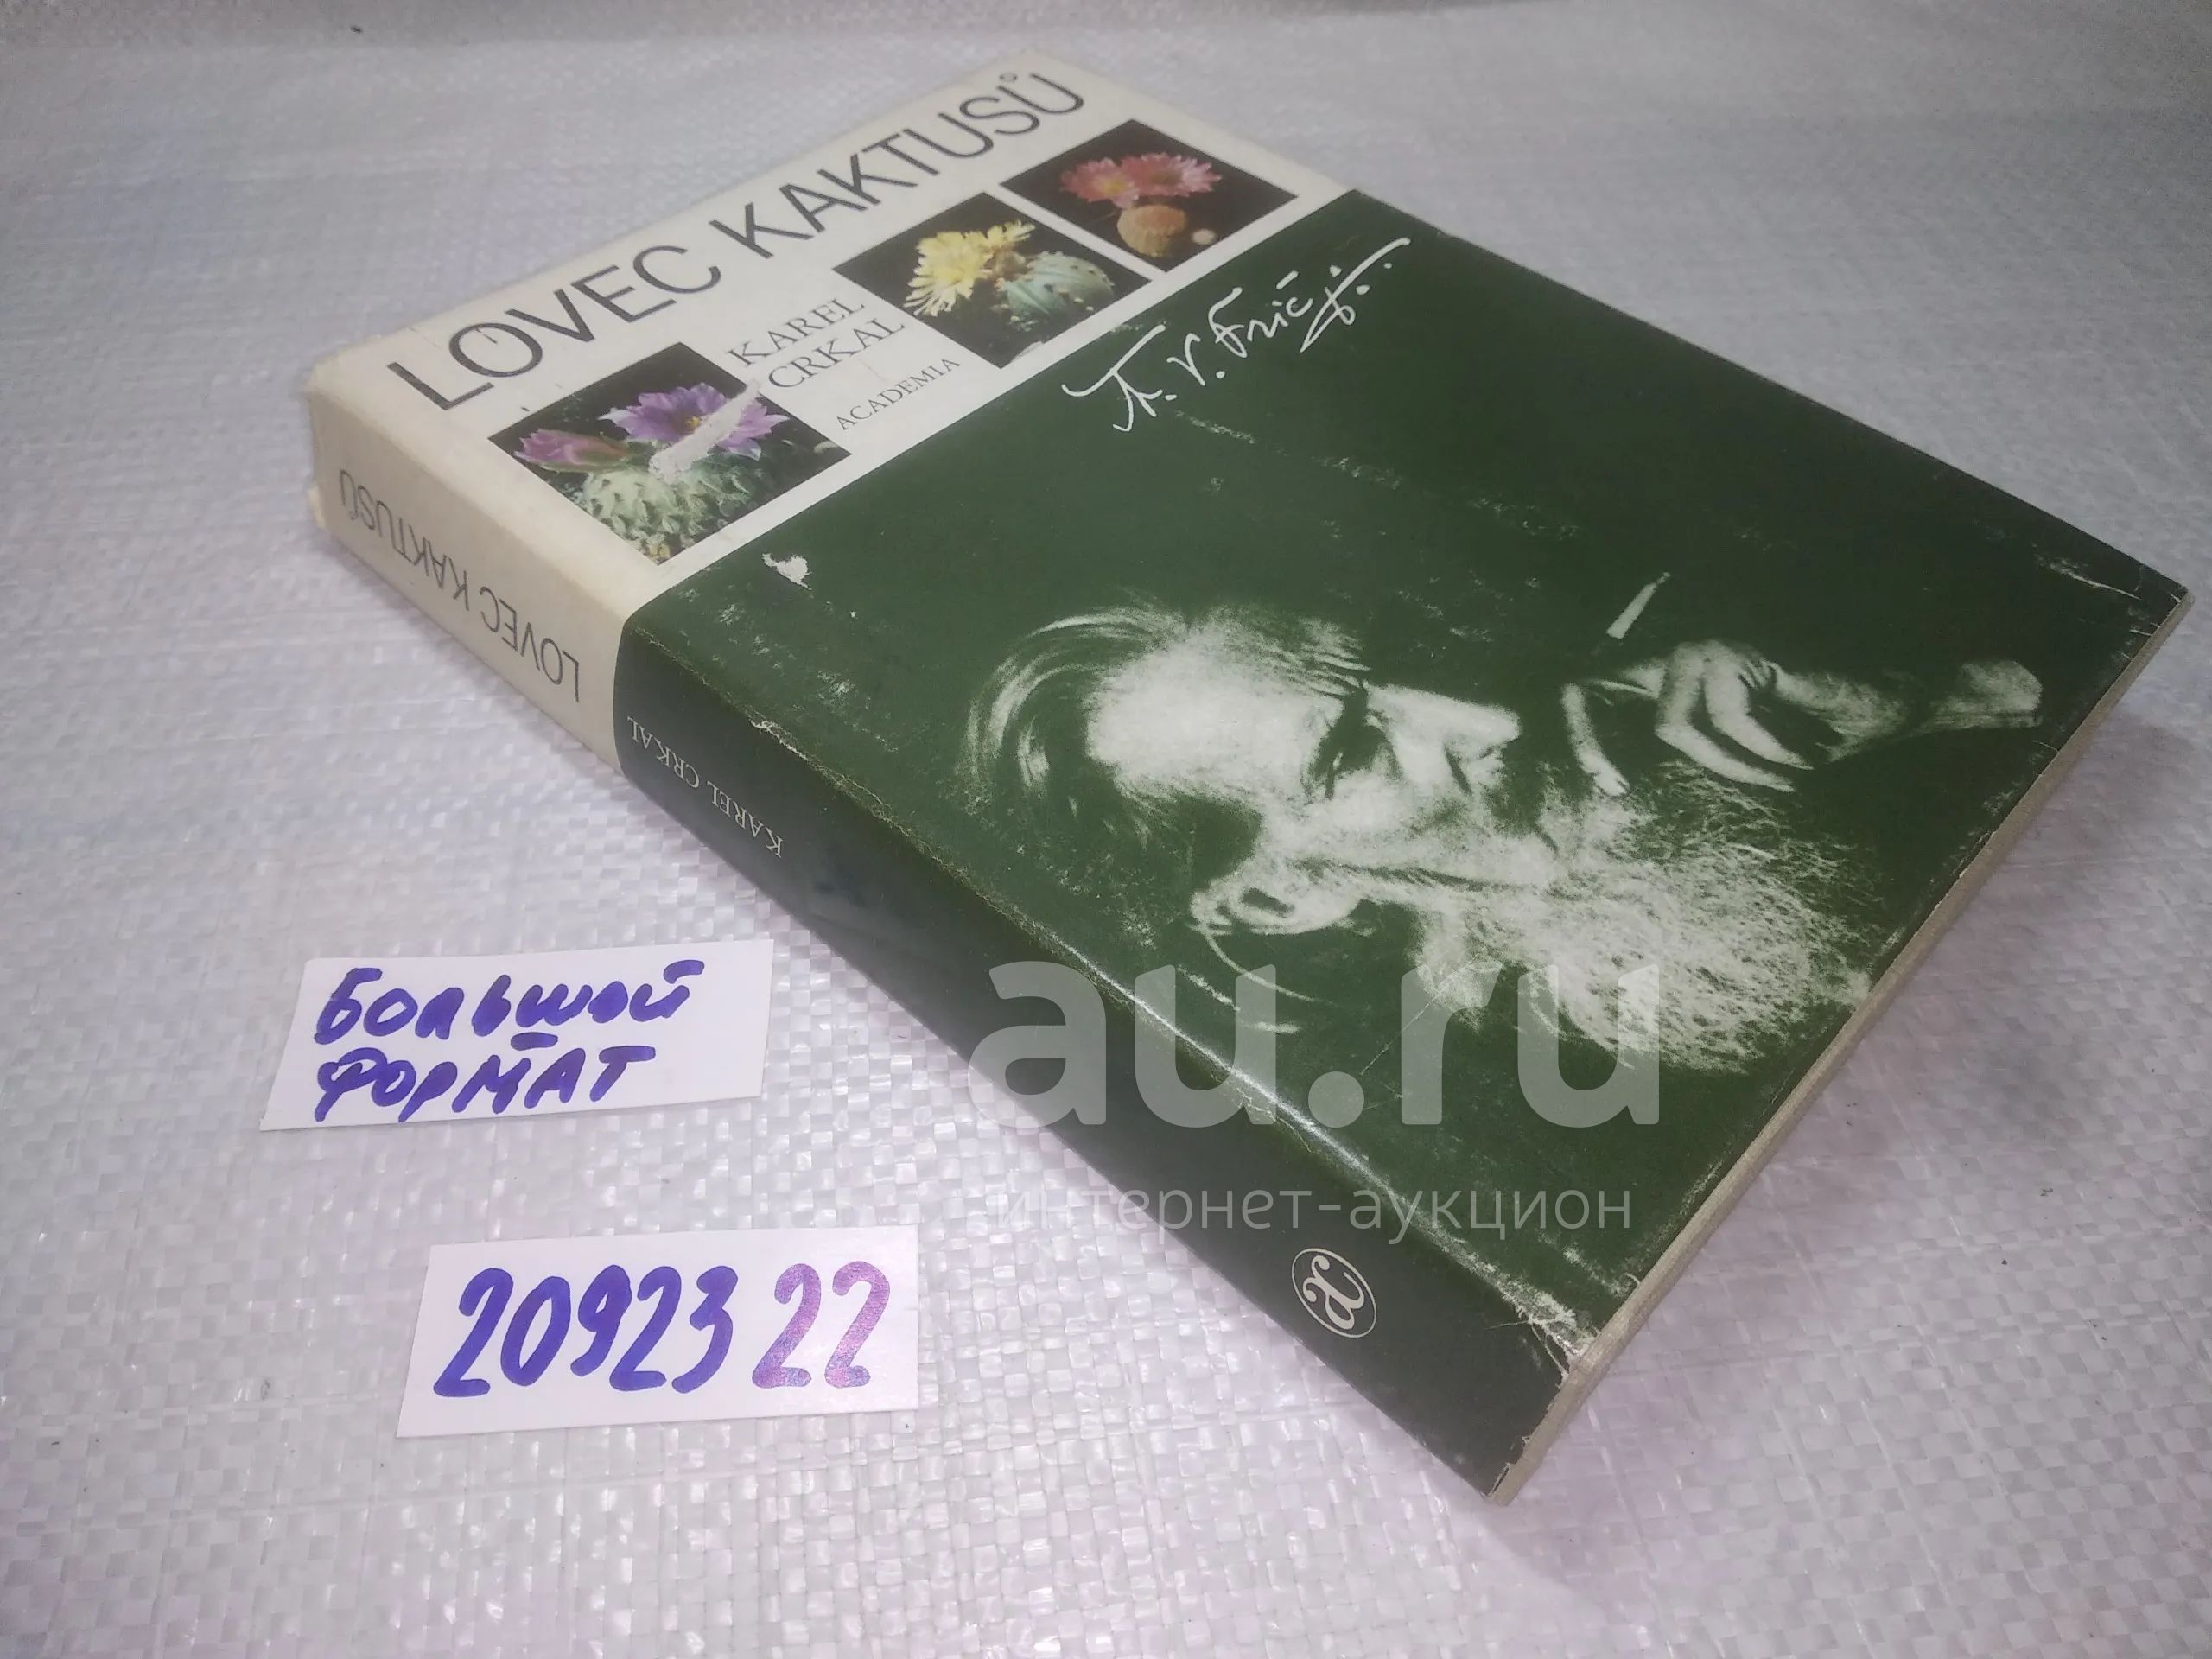 LOVEC KAKTUSŮ
KAREL
CRKAL
ACADEMIA
A. V. Frič
LOVEC KAKTUSŮ
KAREL CRKAL
a
Большой
формат
20923 22
au.ru
интернет-аукцион